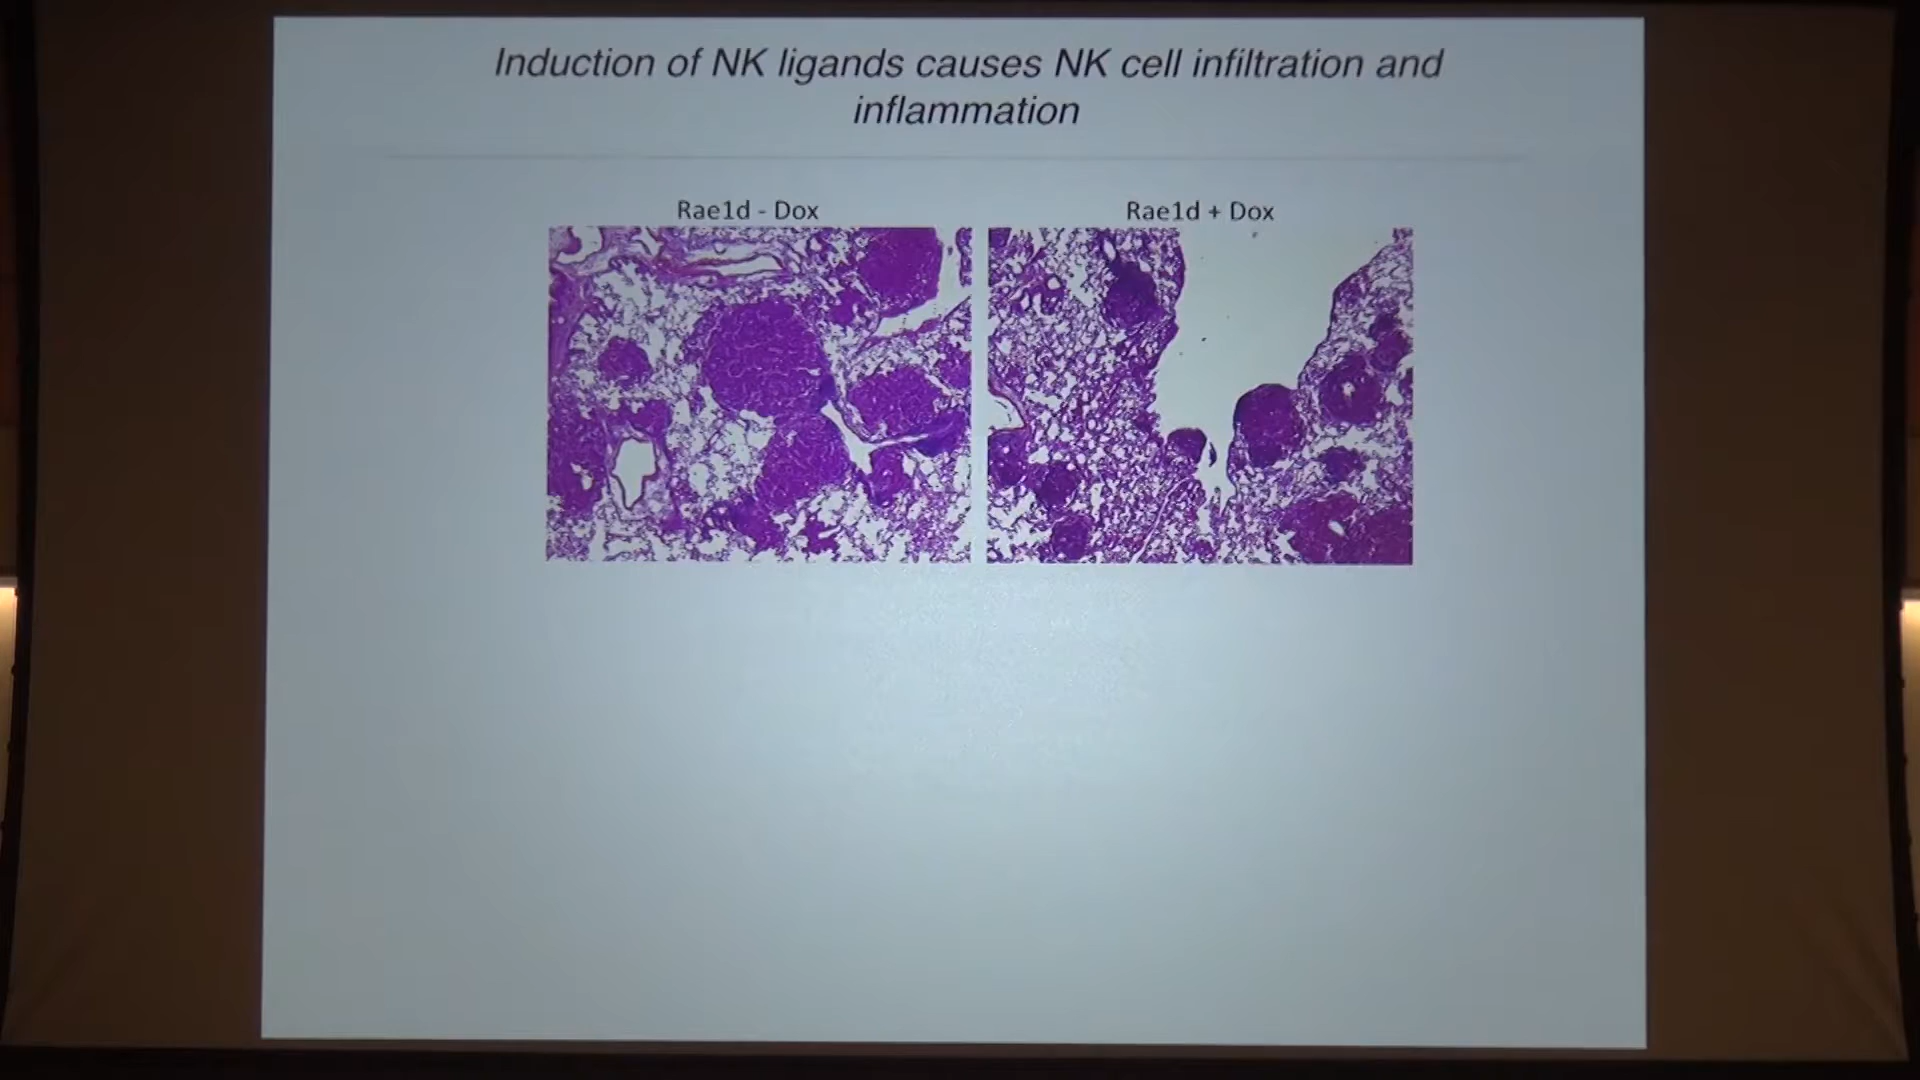 Induction of NK ligands causes NK cell infiltration and
inflammation
Rae1d - Dox
Rae1d + Dox